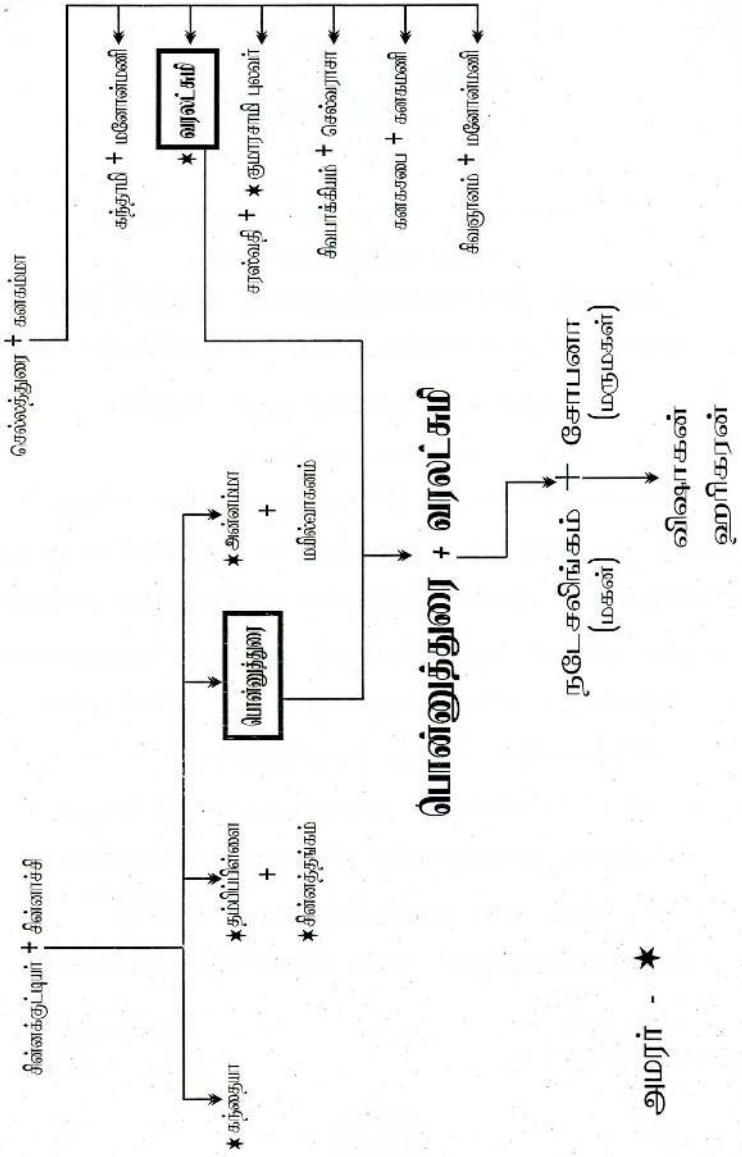 சின்னக்குட்டியர் + சின்னாச்சி
செல்லத்துரை + கனகம்மா
★கந்தையா
★தம்பிப்பிள்ளை
+
★சின்னத்தங்கம்
பொன்னுத்துரை
★அன்னம்மா
+
மயில்வாகனம்
கந்தாமி + மனோன்மணி
★ வரலட்சுமி
சரஸ்வதி + ★குமாரசாமி புலவர்
சிவபாக்கியம் + செல்வராசா
கனகசபை + கனகமணி
சிவஞானம் + மனோன்மணி
பொன்னுத்துரை + வரலட்சுமி
நடேசலிங்கம் + சோபனா
(மகன்) (மருமகள்)
விஷாகன்
ஹரிகரன்
அமரர் - ★